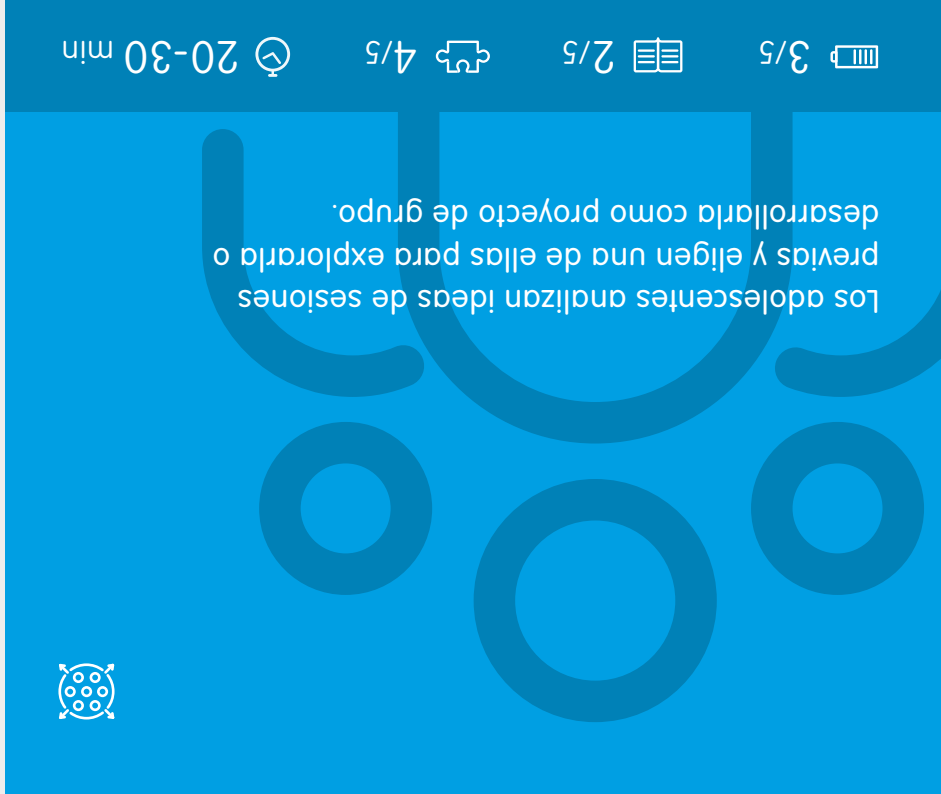 Los adolescentes analizan ideas de sesiones
previas y eligen una de ellas para explorarla o
desarrollarla como proyecto de grupo.
3/5 2/5 4/5 20-30 min